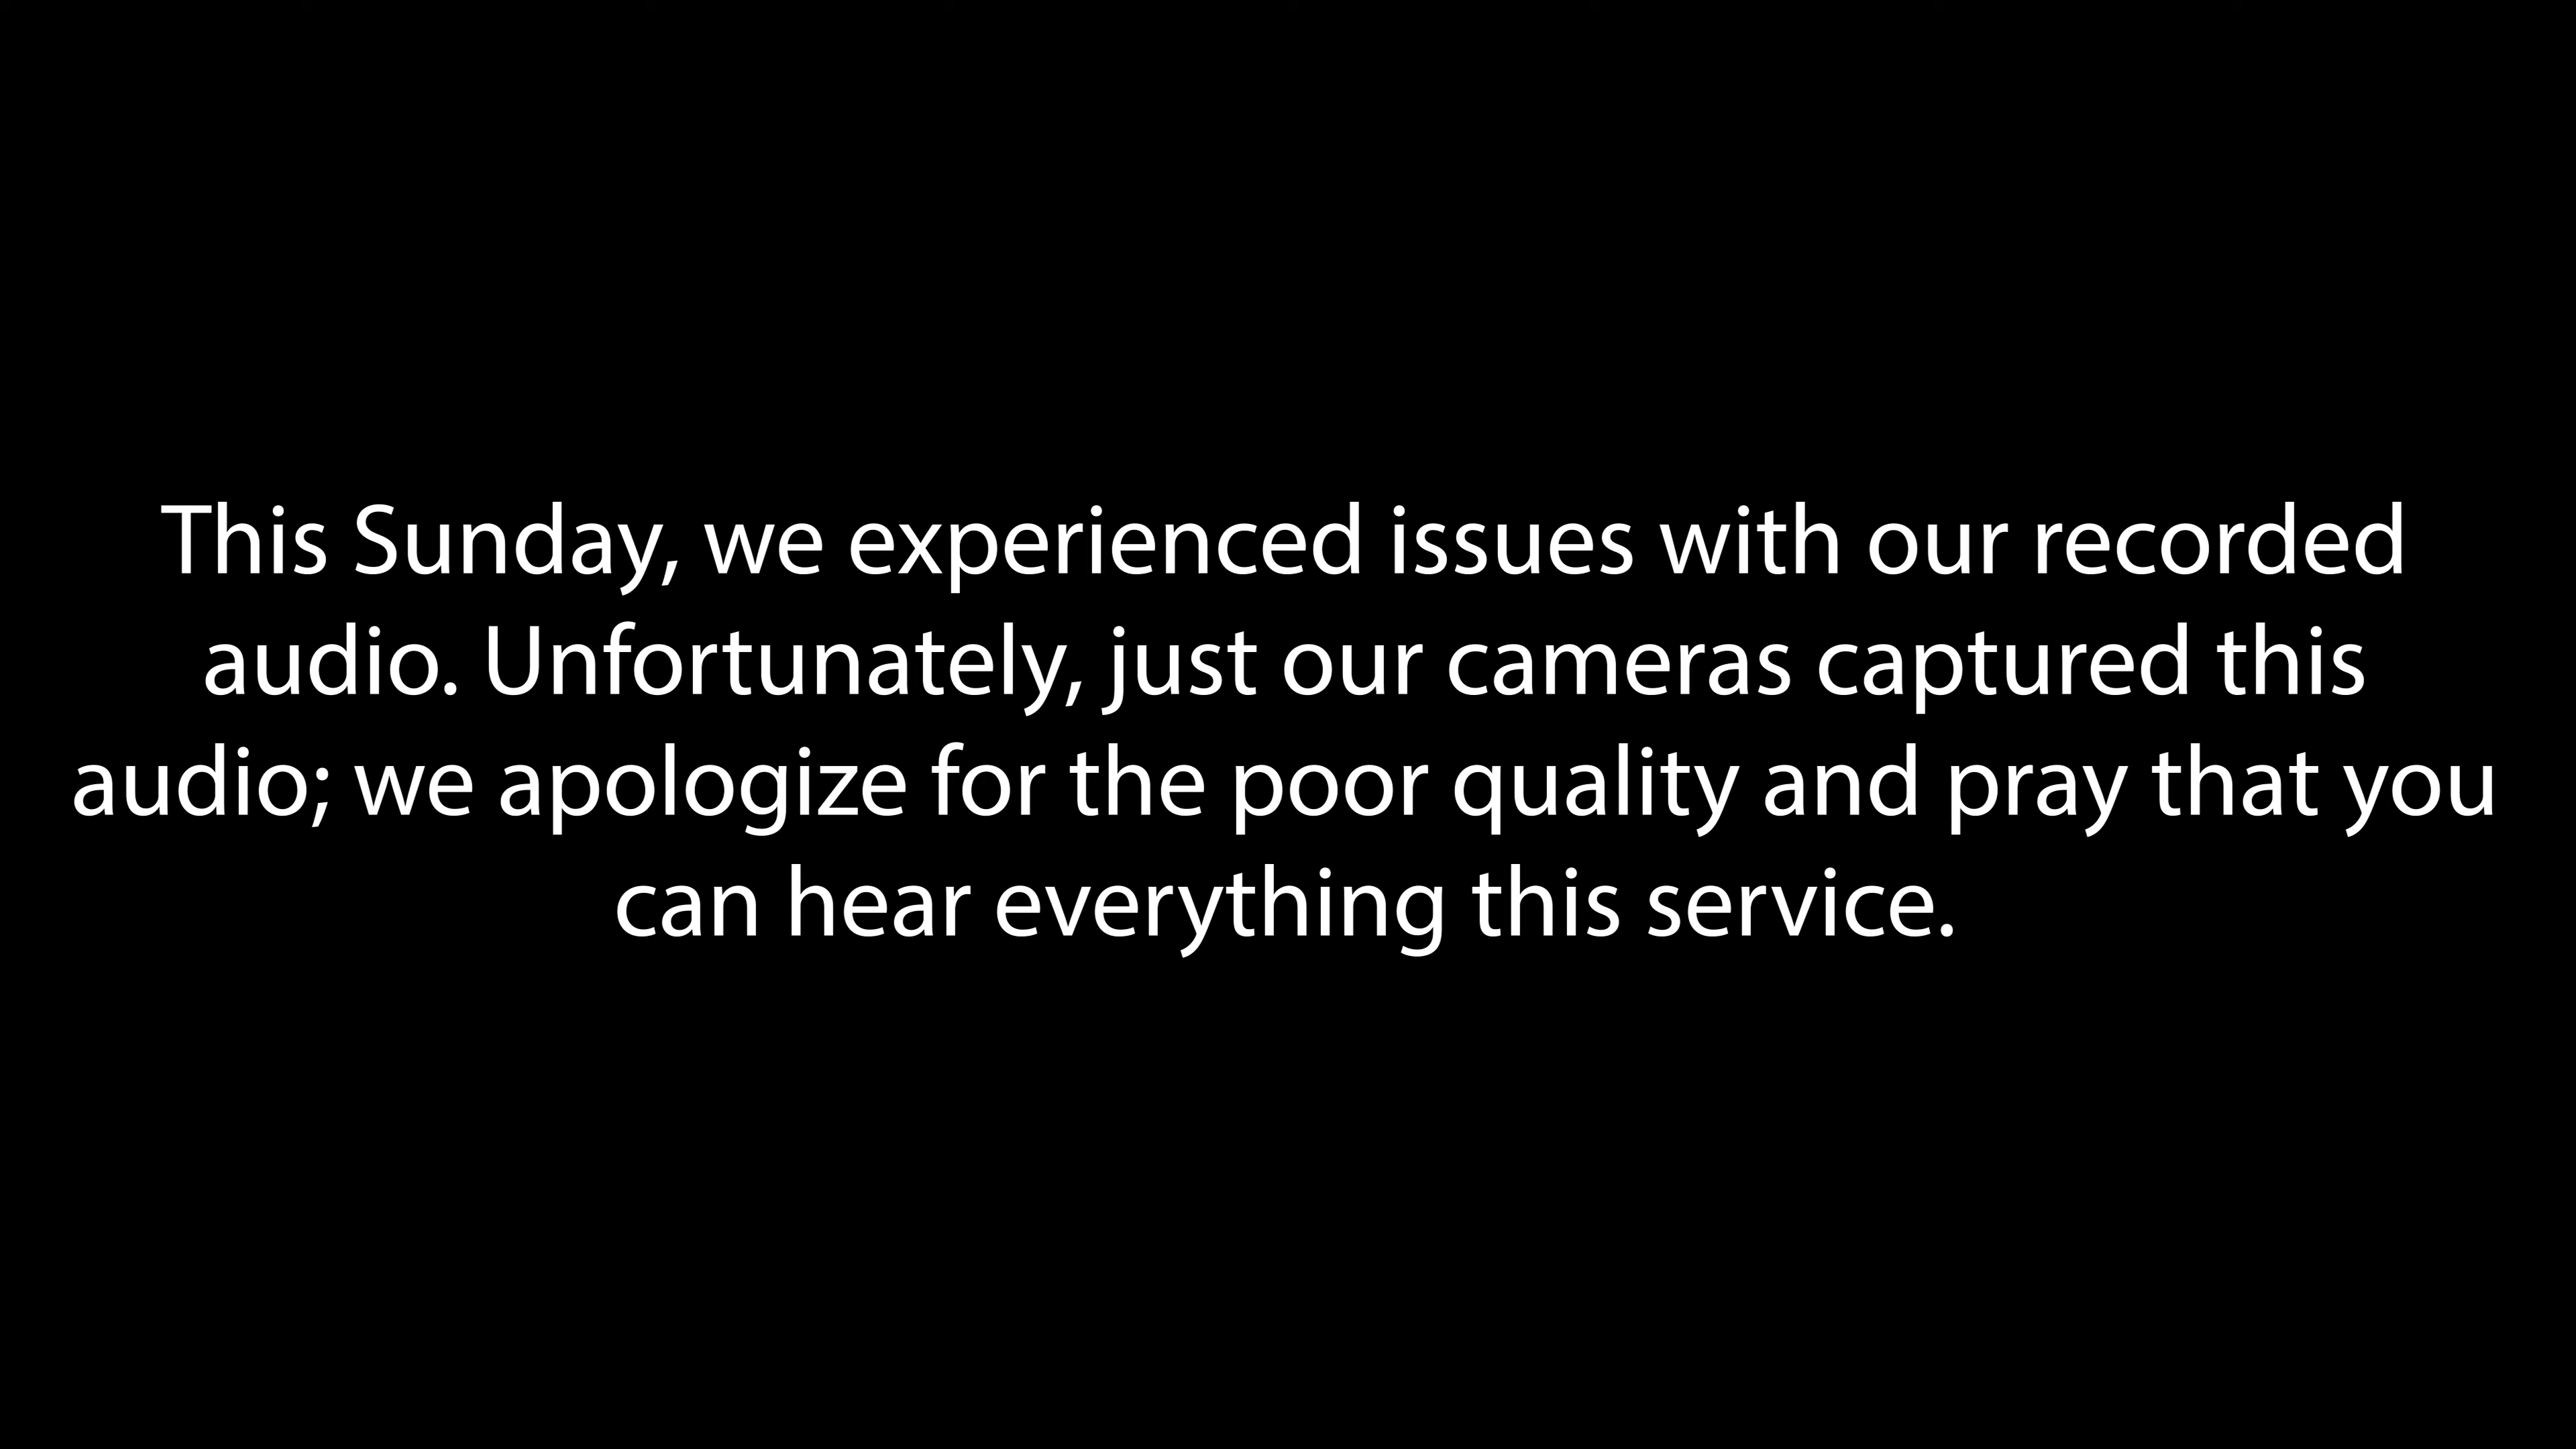 This Sunday, we experienced issues with our recorded
audio. Unfortunately, just our cameras captured this
audio; we apologize for the poor quality and pray that you
can hear everything this service.